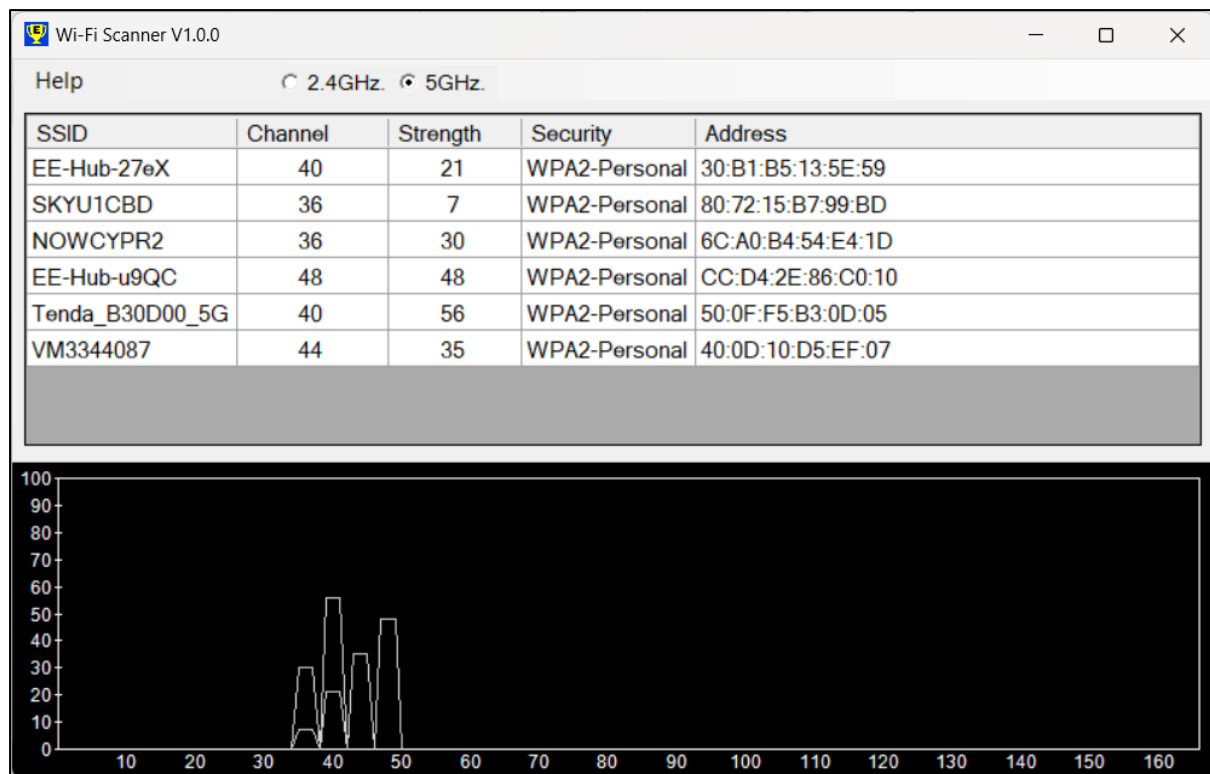 Wi-Fi Scanner V1.0.0
Help 2.4GHz. 5GHz.
SSID Channel Strength Security Address
EE-Hub-27eX 40 21 WPA2-Personal 30:B1:B5:13:5E:59
SKYU1CBD 36 7 WPA2-Personal 80:72:15:B7:99:BD
NOWCYPR2 36 30 WPA2-Personal 6C:A0:B4:54:E4:1D
EE-Hub-u9QC 48 48 WPA2-Personal CC:D4:2E:86:C0:10
Tenda_B30D00_5G 40 56 WPA2-Personal 50:0F:F5:B3:0D:05
VM3344087 44 35 WPA2-Personal 40:0D:10:D5:EF:07
100
90
80
70
60
50
40
30
20
10
0
10 20 30 40 50 60 70 80 90 100 110 120 130 140 150 160